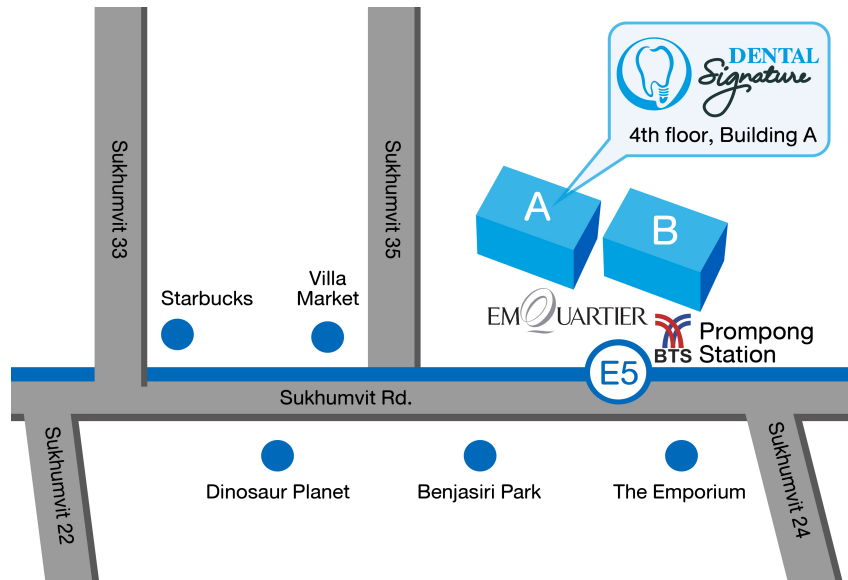 DENTAL
Signature
4th floor, Building A
Sukhumvit 33
Sukhumvit 35
A
B
Villa
Market
Starbucks
EMQUARTIER
BTS
Prompong
Station
E5
Sukhumvit Rd.
Sukhumvit 22
Dinosaur Planet
Benjasiri Park
The Emporium
Sukhumvit 24